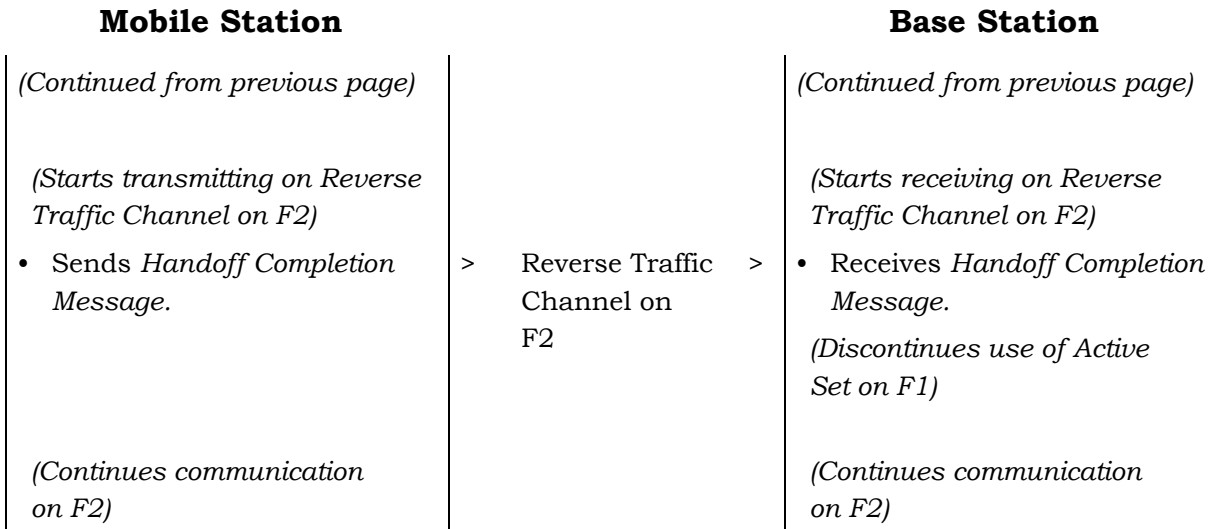 Mobile Station
Base Station
(Continued from previous page)
(Continued from previous page)
(Starts transmitting on Reverse
Traffic Channel on F2)
(Starts receiving on Reverse
Traffic Channel on F2)
• Sends Handoff Completion
Message.
> Reverse Traffic >
Channel on
F2
• Receives Handoff Completion
Message.
(Discontinues use of Active
Set on F1)
(Continues communication
on F2)
(Continues communication
on F2)